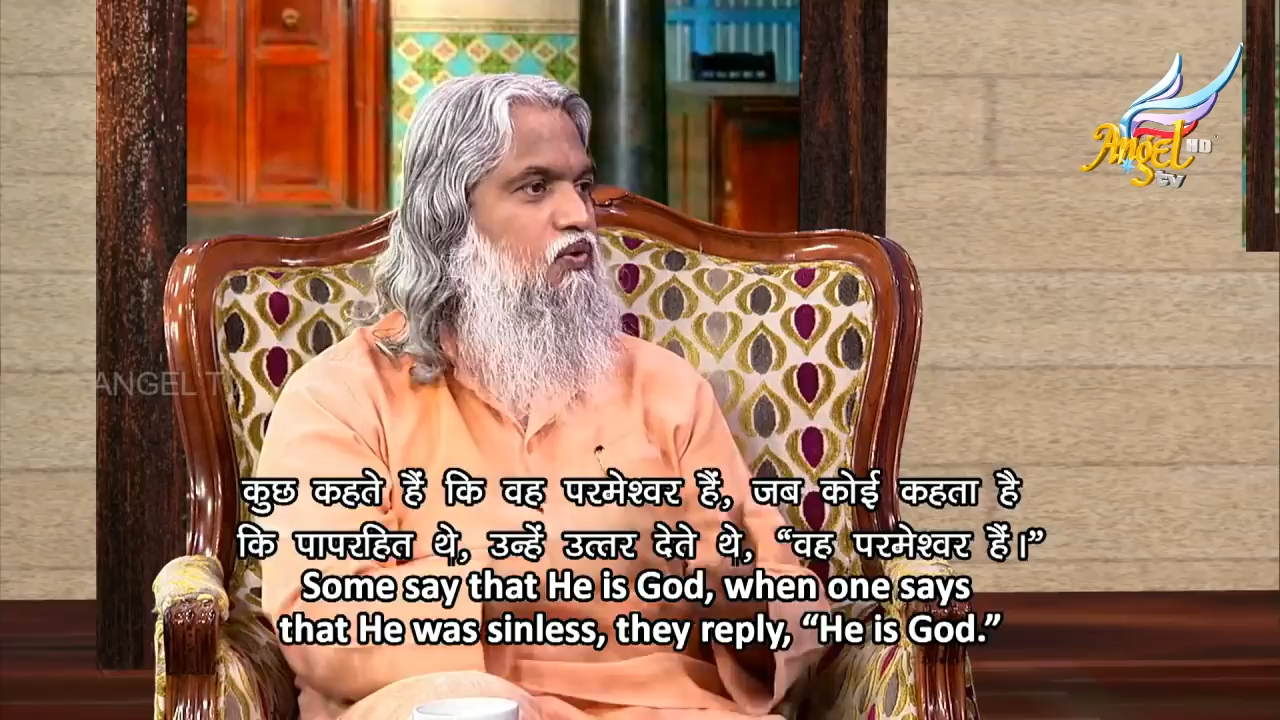 Angel HD
tv
ANGEL T
कुछ कहते हैं कि वह परमेश्वर हैं, जब कोई कहता है
कि पापरहित थे, उन्हें उत्तर देते थे, “वह परमेश्वर हैं।”
Some say that He is God, when one says
that He was sinless, they reply, “He is God.”